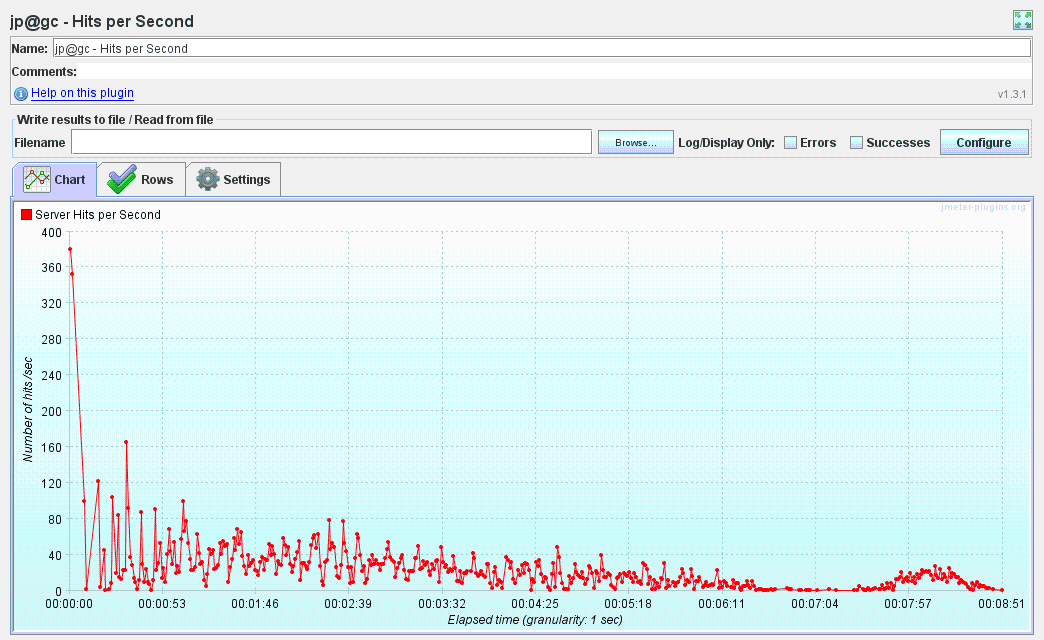 jp@gc - Hits per Second
Name: jp@gc - Hits per Second
Comments:
Help on this plugin
v1.3.1
Write results to file / Read from file
Filename Browse... Log/Display Only: Errors Successes Configure
Chart Rows Settings
jmeter-plugins.org
Server Hits per Second
400
360
320
280
240
200
160
120
80
40
0
Number of hits /sec
00:00:00 00:00:53 00:01:46 00:02:39 00:03:32 00:04:25 00:05:18 00:06:11 00:07:04 00:07:57 00:08:51
Elapsed time (granularity: 1 sec)